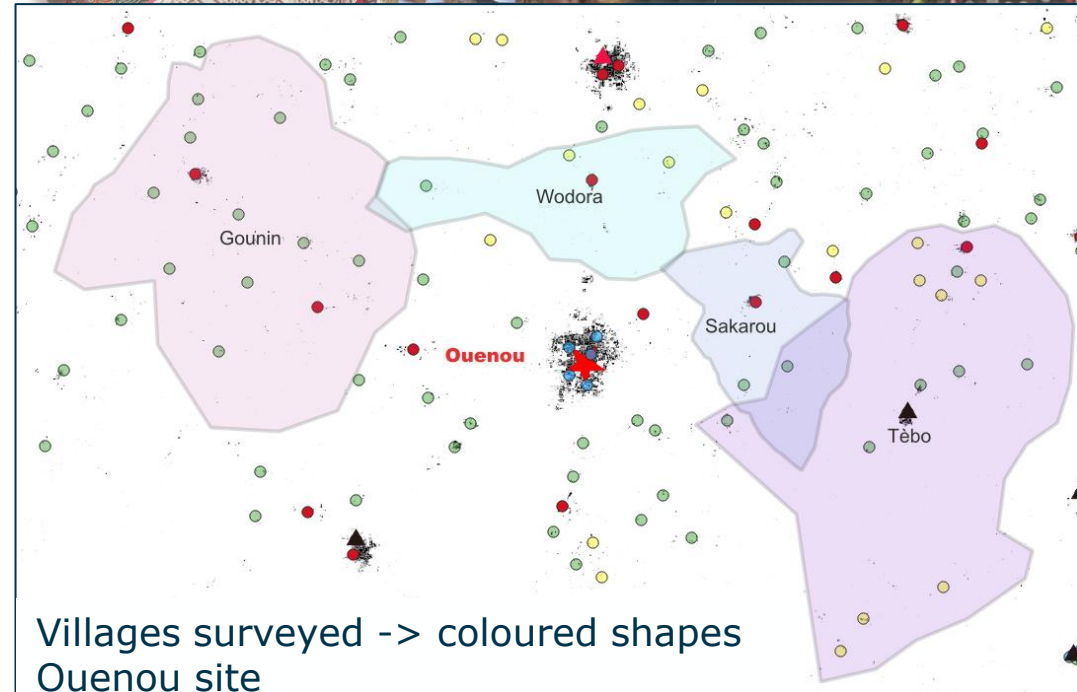 Wodora
Gounin
Sakarou
Ouenou
Tèbo
Villages surveyed -> coloured shapes
Ouenou site